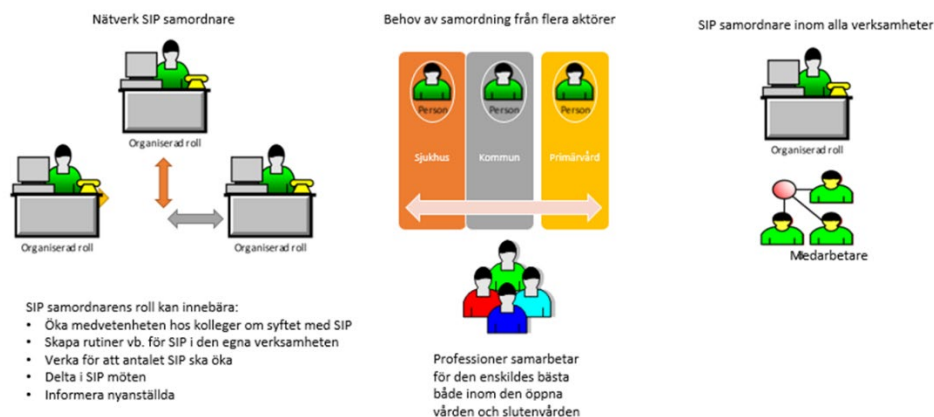 Nätverk SIP samordnare
Organiserad roll
Organiserad roll
Organiserad roll
SIP samordnarens roll kan innebära:
• Öka medvetenheten hos kolleger om syftet med SIP
• Skapa rutiner vb. för SIP i den egna verksamheten
• Verka för att antalet SIP ska öka
• Delta i SIP möten
• Informera nyanställda
Behov av samordning från flera aktörer
Person
Person
Person
Sjukhus
Kommun
Primärvård
Professioner samarbetar
för den enskildes bästa
både inom den öppna
vården och slutenvården
SIP samordnare inom alla verksamheter
Organiserad roll
Medarbetare